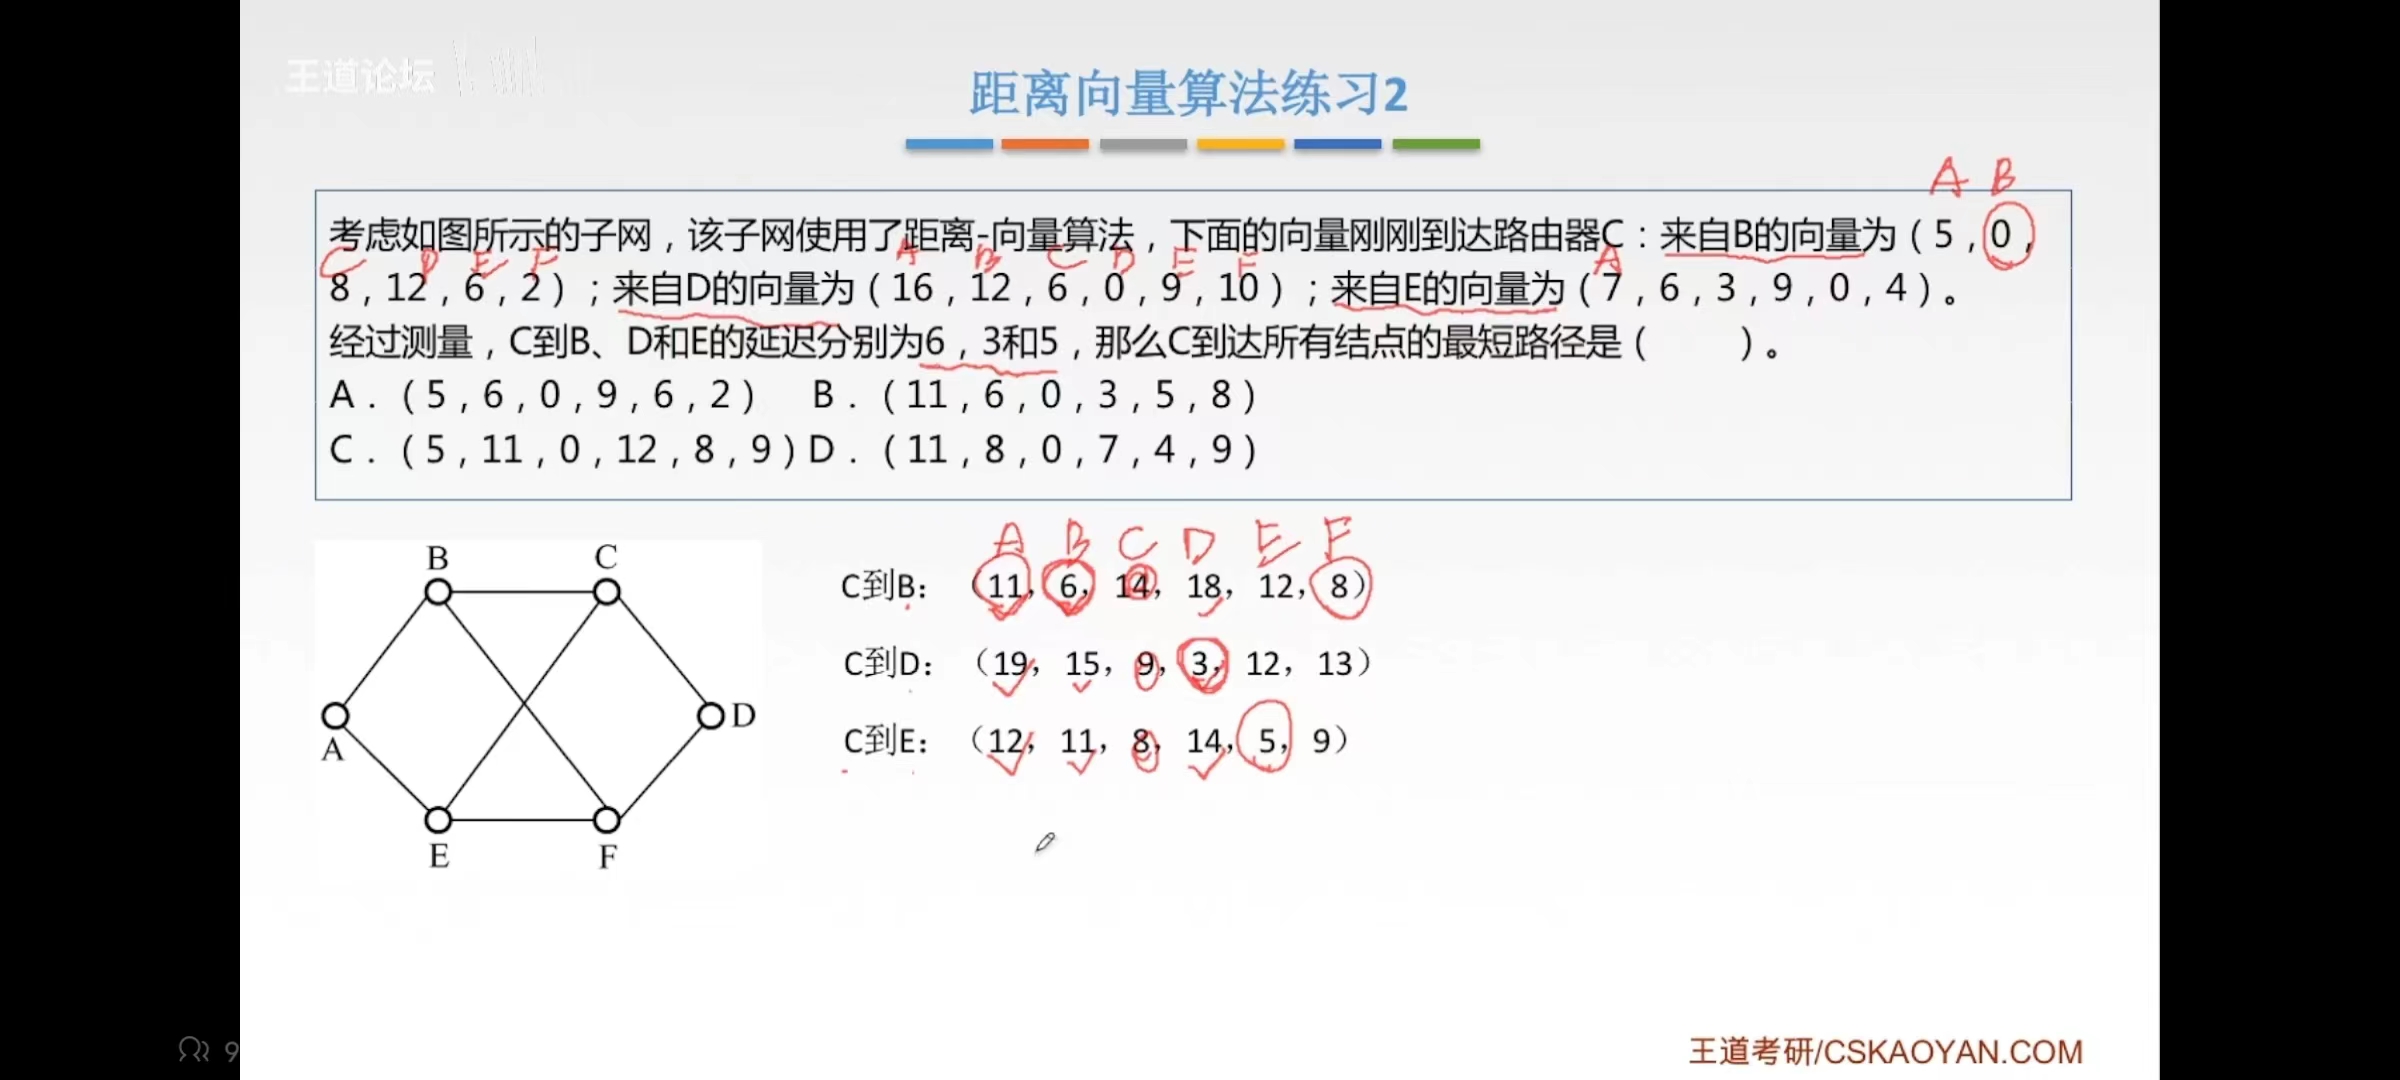 王道论坛
距离向量算法练习2
A B
考虑如图所示的子网，该子网使用了距离-向量算法，下面的向量刚刚到达路由器C：来自B的向量为（5，0，
C D E F A B C D E F A
8，12，6，2）；来自D的向量为（16，12，6，0，9，10）；来自E的向量为（7，6，3，9，0，4）。
经过测量，C到B、D和E的延迟分别为6，3和5，那么C到达所有结点的最短路径是（ ）。
A．（5，6，0，9，6，2） B．（11，6，0，3，5，8）
C．（5，11，0，12，8，9）D．（11，8，0，7，4，9）
A B C D E F
C到B：（11，6，14，18，12，8）
C到D：（19，15，9，3，12，13）
C到E：（12，11，8，14，5，9）
B C
D
A
E F
9
王道考研/CSKAOYAN.COM